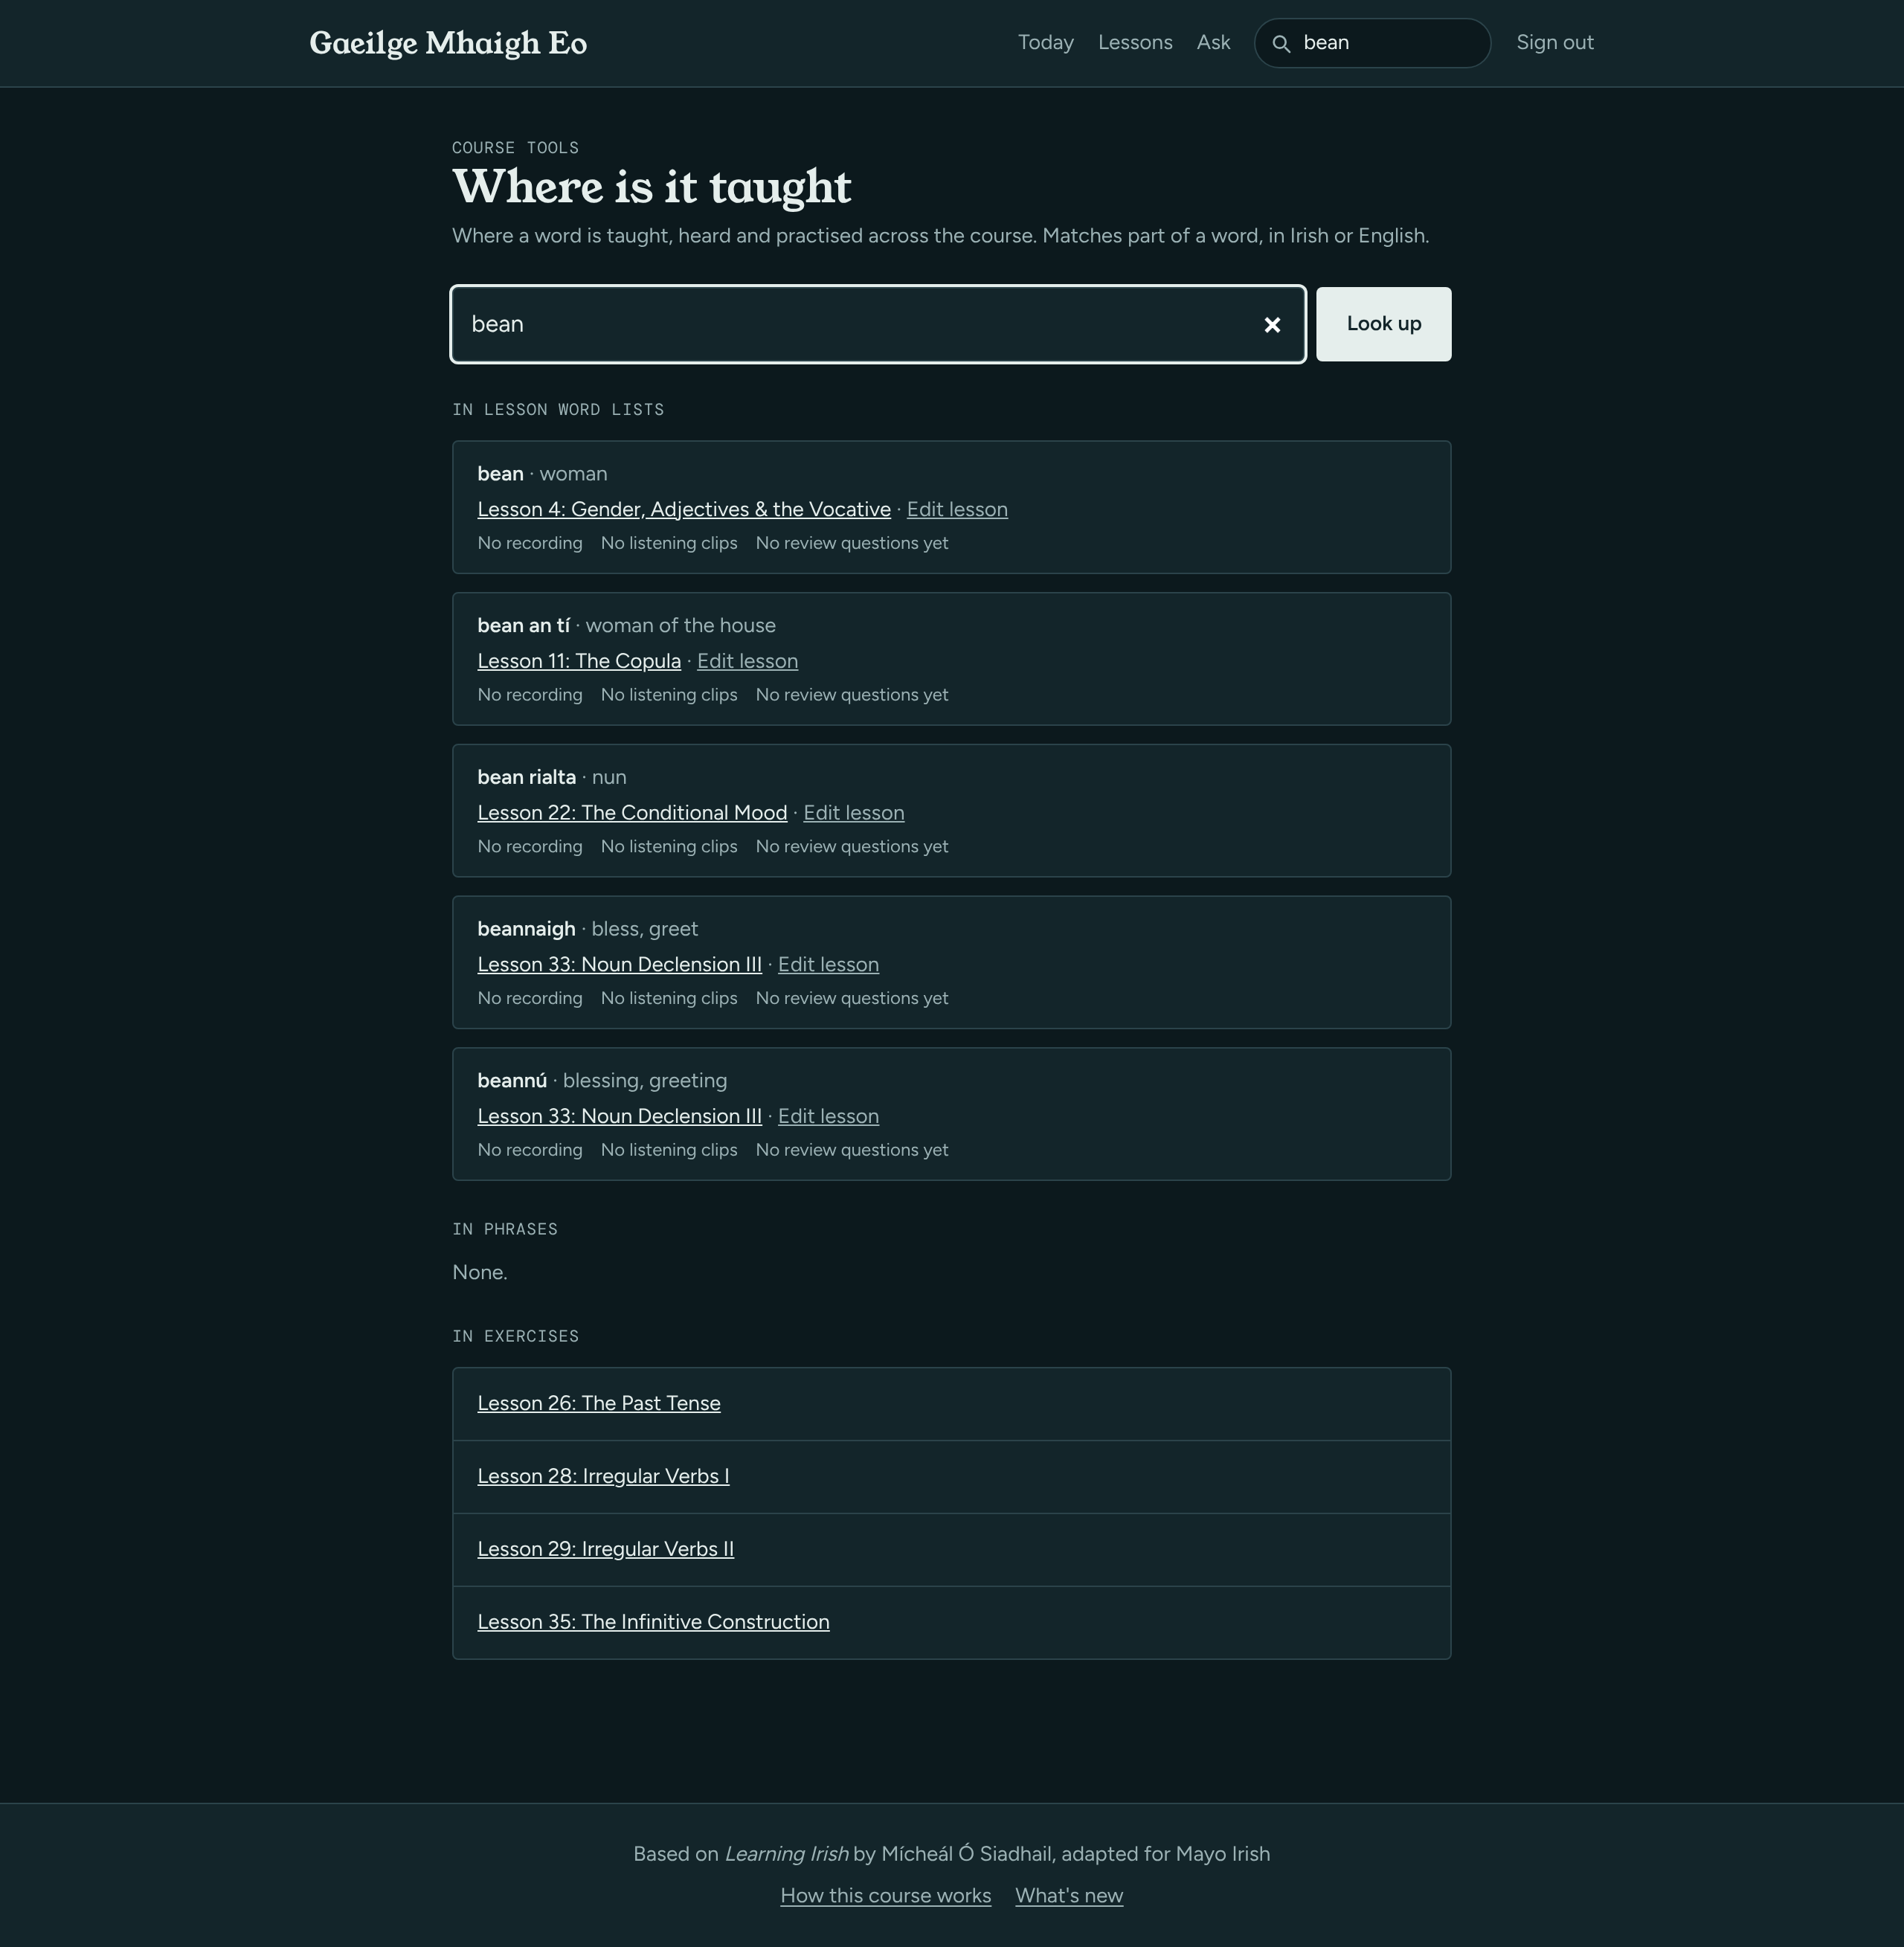 Gaeilge Mhaigh Eo
Today Lessons Ask bean Sign out
COURSE TOOLS
Where is it taught
Where a word is taught, heard and practised across the course. Matches part of a word, in Irish or English.
bean Look up
IN LESSON WORD LISTS
bean · woman
Lesson 4: Gender, Adjectives & the Vocative · Edit lesson
No recording No listening clips No review questions yet
bean an tí · woman of the house
Lesson 11: The Copula · Edit lesson
No recording No listening clips No review questions yet
bean rialta · nun
Lesson 22: The Conditional Mood · Edit lesson
No recording No listening clips No review questions yet
beannaigh · bless, greet
Lesson 33: Noun Declension III · Edit lesson
No recording No listening clips No review questions yet
beannú · blessing, greeting
Lesson 33: Noun Declension III · Edit lesson
No recording No listening clips No review questions yet
IN PHRASES
None.
IN EXERCISES
Lesson 26: The Past Tense
Lesson 28: Irregular Verbs I
Lesson 29: Irregular Verbs II
Lesson 35: The Infinitive Construction
Based on Learning Irish by Mícheál Ó Siadhail, adapted for Mayo Irish
How this course works What's new